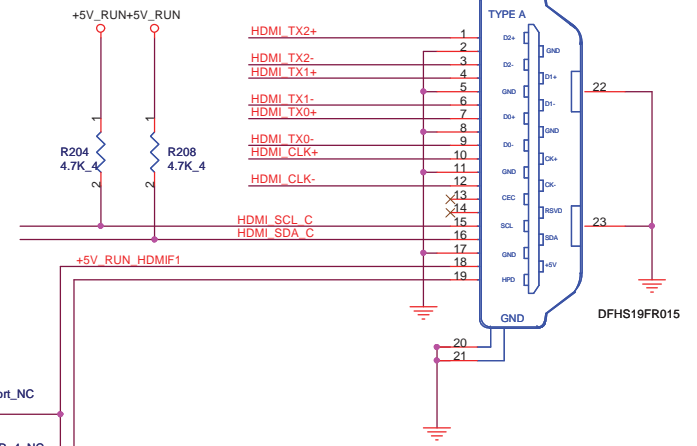 +5V_RUN+5V_RUN
TYPE A
HDMI_TX2+
1
D2+
2
GND
HDMI_TX2-
3
D2-
HDMI_TX1+
4
D1+
5
GND
22
HDMI_TX1-
6
D1-
HDMI_TX0+
7
D0+
1
1
8
GND
R204
4.7K_4
R208
4.7K_4
HDMI_TX0-
9
D0-
HDMI_CLK+
10
CK+
11
GND
2
2
HDMI_CLK-
12
CK-
13
CEC
14
RSVD
HDMI_SCL_C
15
SCL
23
HDMI_SDA_C
16
SDA
17
GND
+5V_RUN_HDMIF1
18
+5V
19
HPD
GND
DFHS19FR015
20
21
ort_NC